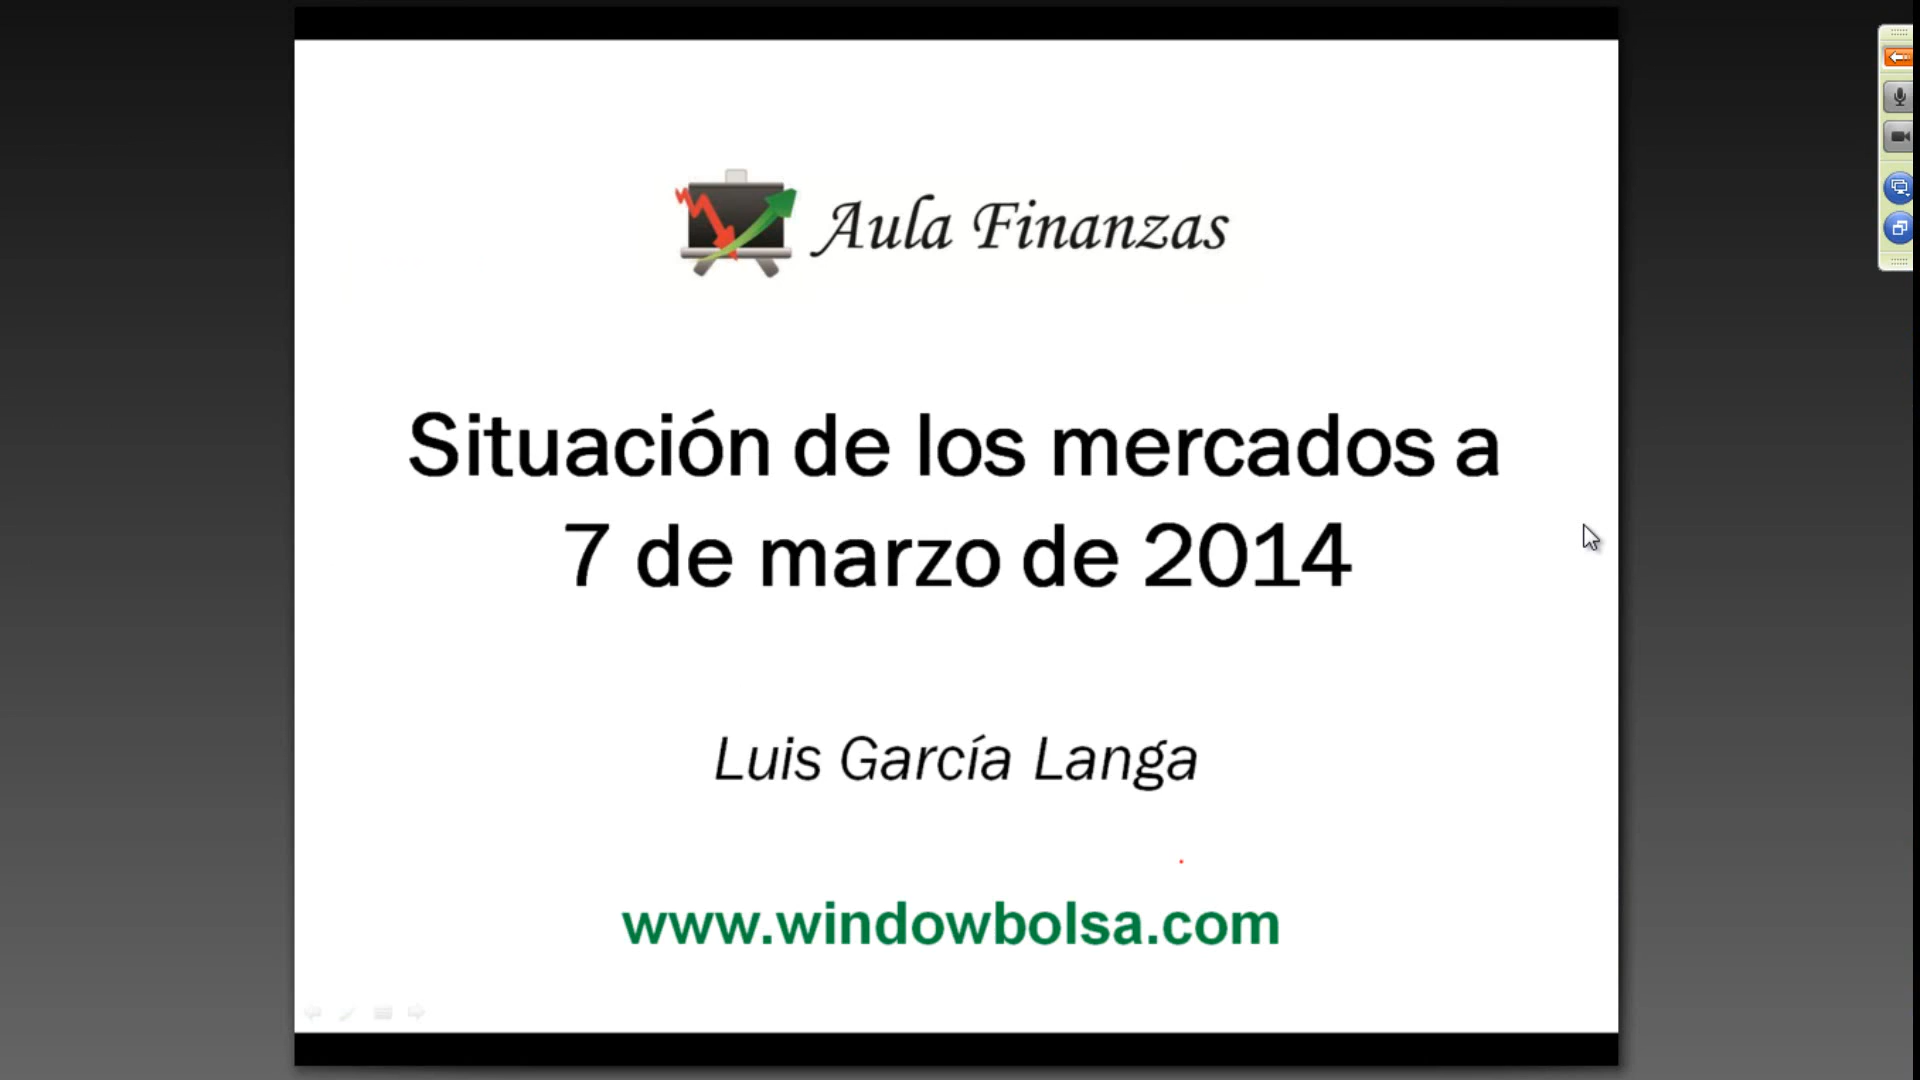 Aula Finanzas
Situación de los mercados a
7 de marzo de 2014
Luis García Langa
www.windowbolsa.com